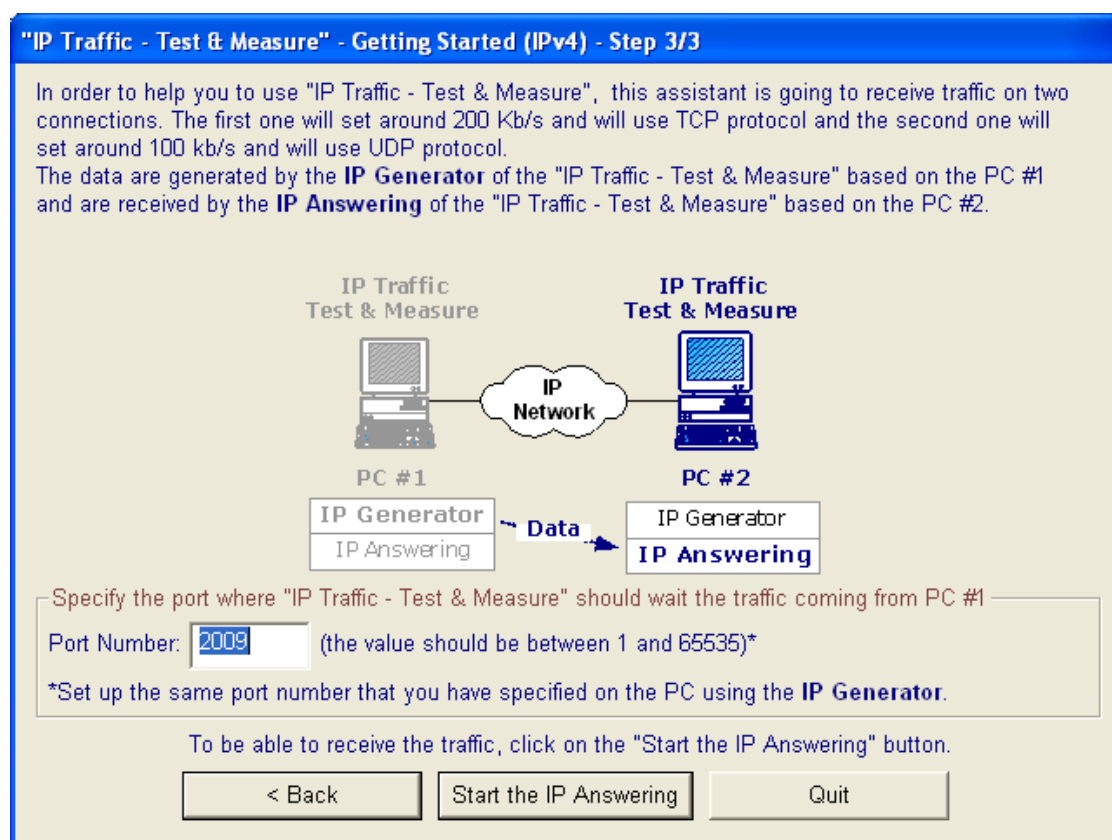 "IP Traffic - Test & Measure" - Getting Started (IPv4) - Step 3/3
In order to help you to use "IP Traffic - Test & Measure", this assistant is going to receive traffic on two
connections. The first one will set around 200 Kb/s and will use TCP protocol and the second one will
set around 100 kb/s and will use UDP protocol.
The data are generated by the IP Generator of the "IP Traffic - Test & Measure" based on the PC #1
and are received by the IP Answering of the "IP Traffic - Test & Measure" based on the PC #2.
IP Traffic
Test & Measure
IP Traffic
Test & Measure
IP
Network
PC #1
PC #2
IP Generator
IP Answering
Data
IP Generator
IP Answering
Specify the port where "IP Traffic - Test & Measure" should wait the traffic coming from PC #1
Port Number: 2009 (the value should be between 1 and 65535)*
*Set up the same port number that you have specified on the PC using the IP Generator.
To be able to receive the traffic, click on the "Start the IP Answering" button.
< Back
Start the IP Answering
Quit